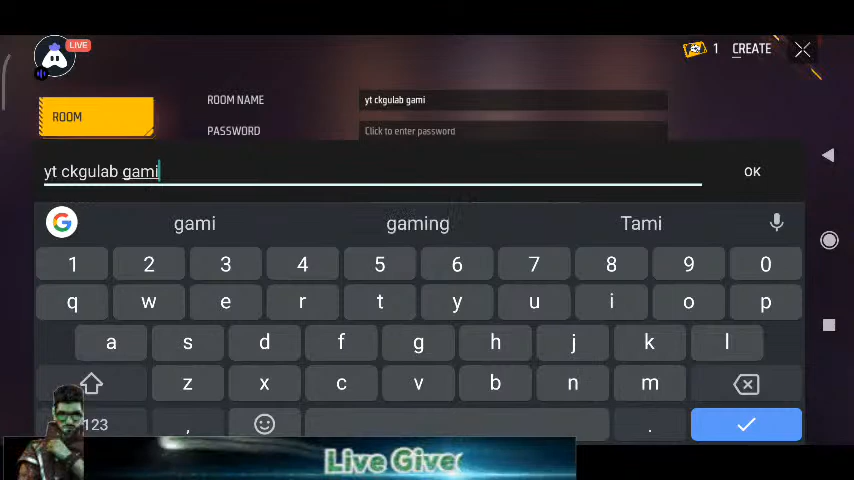 LIVE
1 CREATE
ROOM
ROOM NAME
yt ckgulab gami
PASSWORD
Click to enter password
yt ckgulab gami
OK
G
gami gaming Tami
1 2 3 4 5 6 7 8 9 0
q w e r t y u i o p
a s d f g h j k l
z x c v b n m
123 , .
Live Give